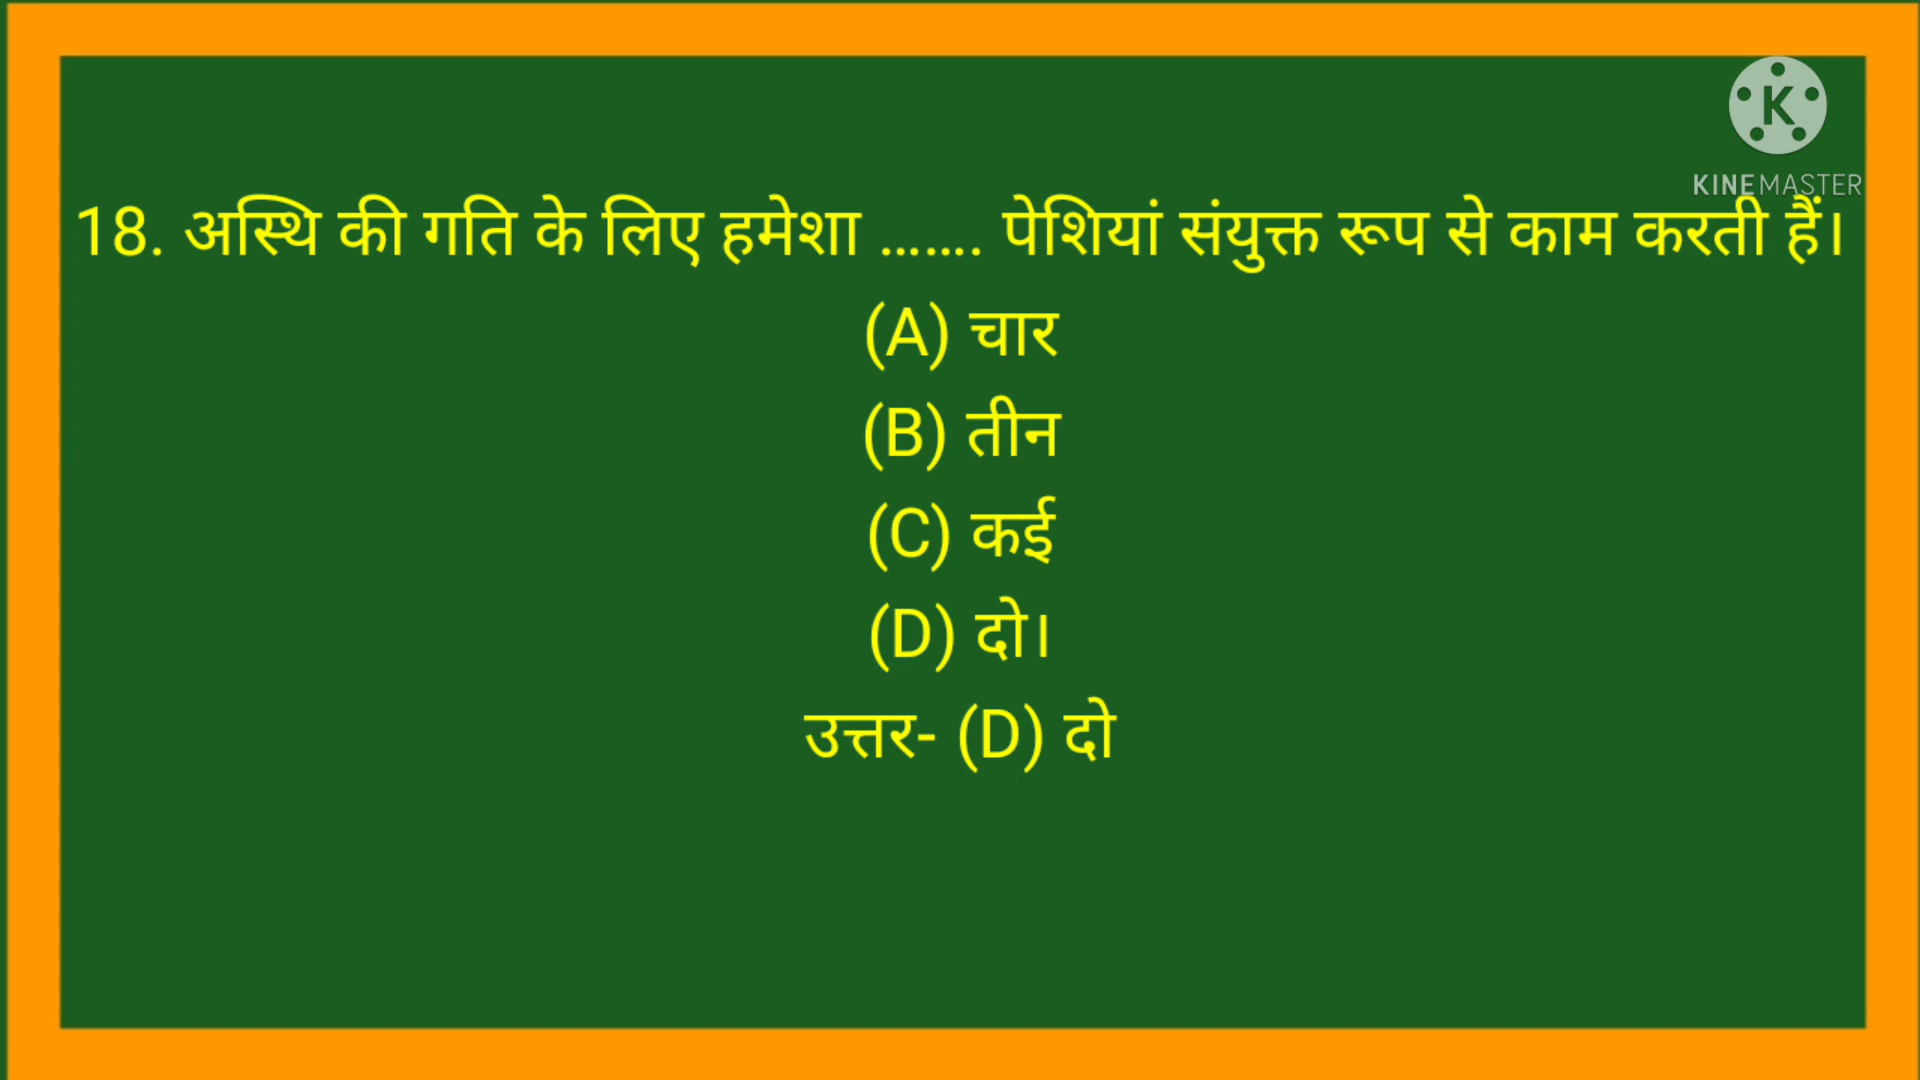 KINEMASTER
18. अस्थि की गति के लिए हमेशा ....... पेशियां संयुक्त रूप से काम करती हैं।
(A) चार
(B) तीन
(C) कई
(D) दो।
उत्तर- (D) दो